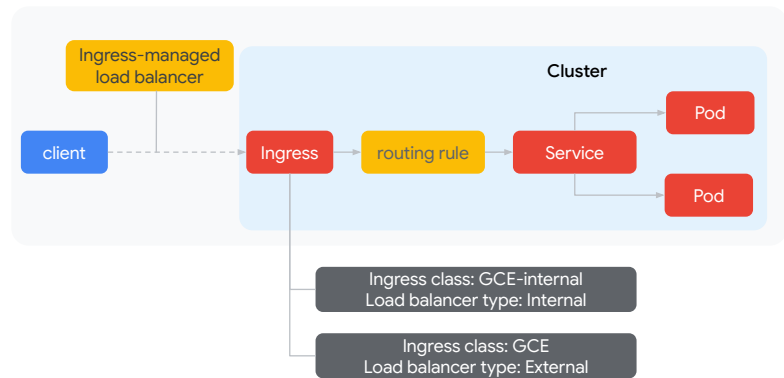 Ingress-managed
load balancer
Cluster
client
Ingress
routing rule
Service
Pod
Pod
Ingress class: GCE-internal
Load balancer type: Internal
Ingress class: GCE
Load balancer type: External